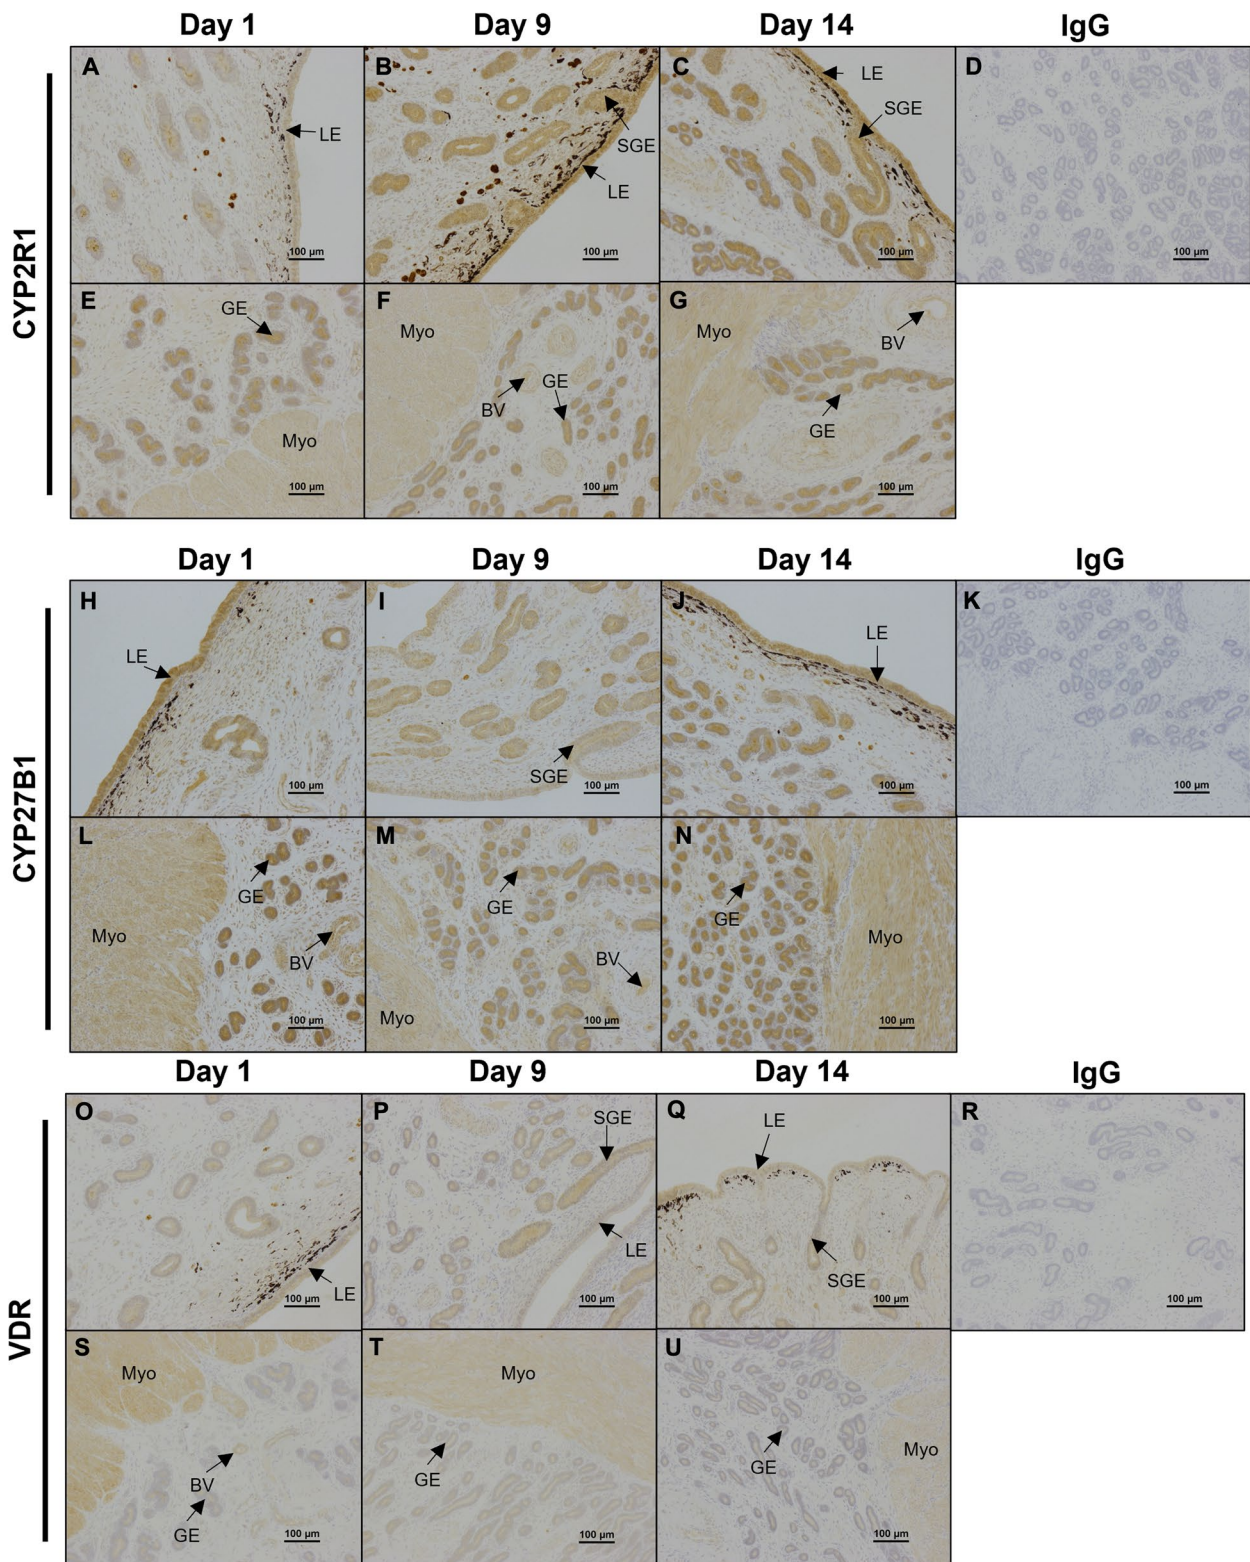 Day 1 Day 9 Day 14 IgG
CYP2R1
A LE 100 µm
B SGE LE 100 µm
C LE SGE 100 µm
D 100 µm
E GE Myo 100 µm
F Myo GE BV 100 µm
G Myo BV GE 100 µm
Day 1 Day 9 Day 14 IgG
CYP27B1
H LE 100 µm
I SGE 100 µm
J LE 100 µm
K 100 µm
L GE Myo BV 100 µm
M GE BV Myo 100 µm
N GE Myo 100 µm
Day 1 Day 9 Day 14 IgG
VDR
O LE 100 µm
P SGE LE 100 µm
Q LE SGE 100 µm
R 100 µm
S Myo BV GE 100 µm
T Myo GE 100 µm
U GE Myo 100 µm